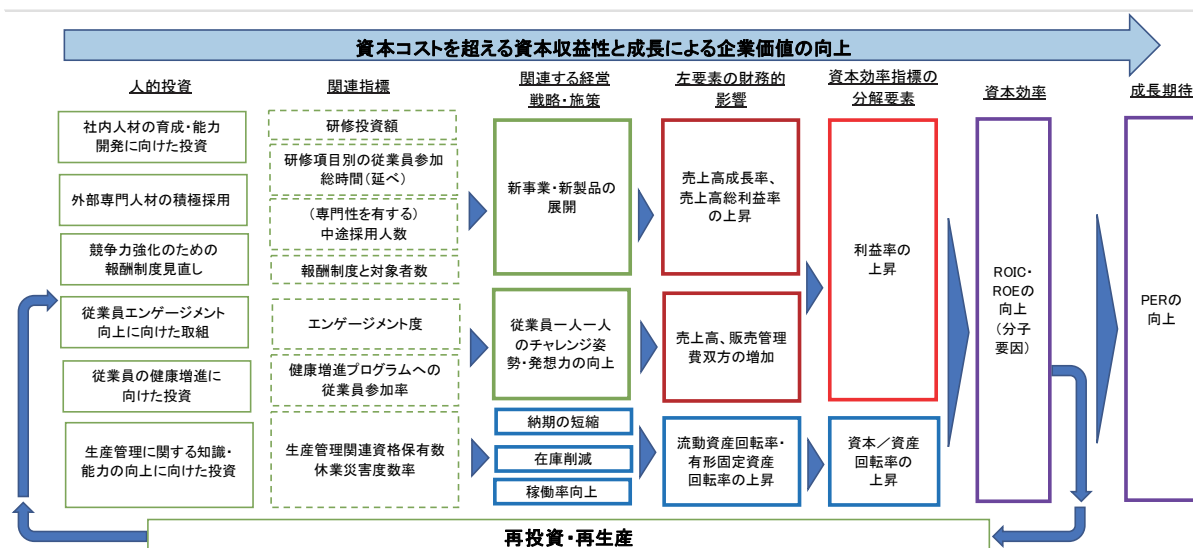 資本コストを超える資本収益性と成長による企業価値の向上
人的投資
社内人材の育成・能力
開発に向けた投資
外部専門人材の積極採用
競争力強化のための
報酬制度見直し
従業員エンゲージメント
向上に向けた取組
従業員の健康増進に
向けた投資
生産管理に関する知識・
能力の向上に向けた投資
関連指標
研修投資額
研修項目別の従業員参加
総時間(延べ)
(専門性を有する)
中途採用人数
報酬制度と対象者数
エンゲージメント度
健康増進プログラムへの
従業員参加率
生産管理関連資格保有数
休業災害度数率
関連する経営
戦略・施策
新事業・新製品の
展開
従業員一人一人
のチャレンジ姿
勢・発想力の向上
納期の短縮
在庫削減
稼働率向上
左要素の財務的
影響
売上高成長率、
売上高総利益率
の上昇
売上高、販売管理
費双方の増加
流動資産回転率・
有形固定資産
回転率の上昇
資本効率指標の
分解要素
利益率の
上昇
資本/資産
回転率の
上昇
資本効率
ROIC・
ROEの
向上
(分子
要因)
成長期待
PERの
向上
再投資・再生産